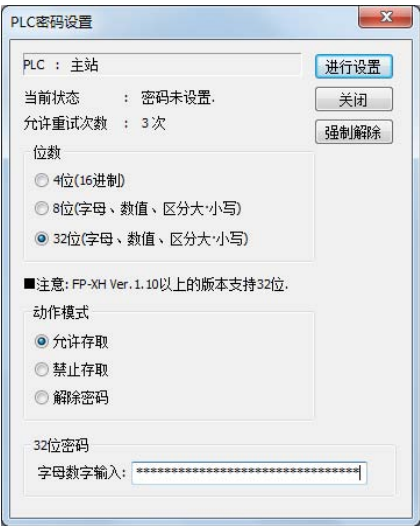 PLC密码设置
PLC : 主站
进行设置
当前状态 : 密码未设置.
关闭
允许重试次数 : 3 次
强制解除
位数
4位(16进制)
8位(字母、数值、区分大·小写)
32位(字母、数值、区分大·小写)
■注意: FP-XH Ver.1.10以上的版本支持32位.
动作模式
允许存取
禁止存取
解除密码
32位密码
字母数字输入: ********************************